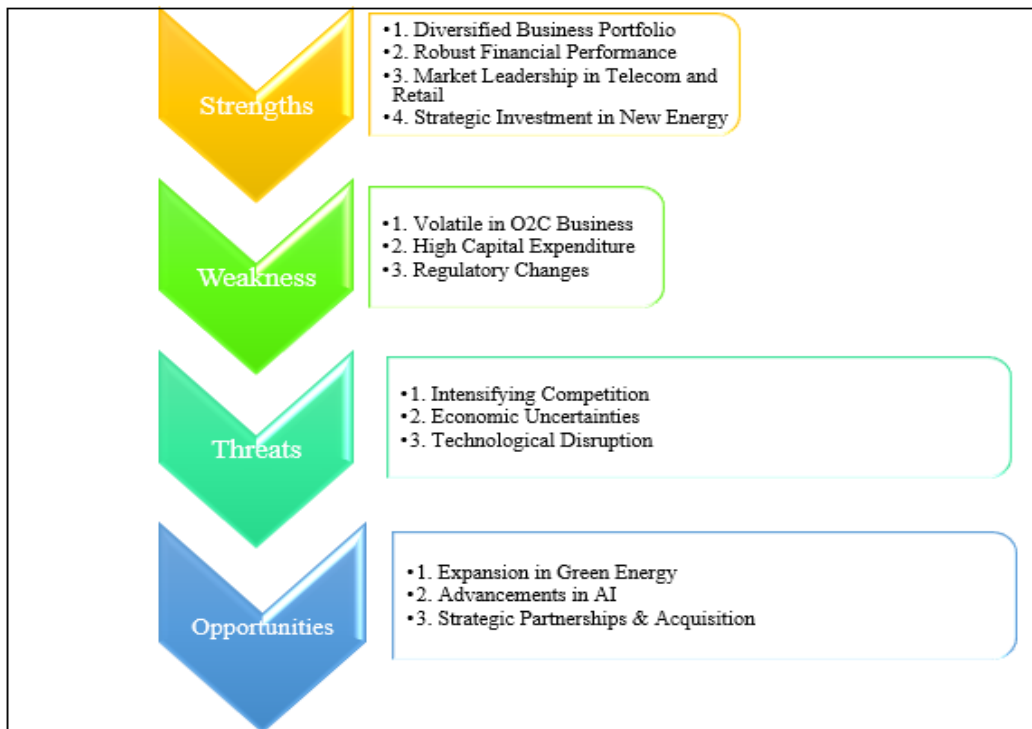 Strengths
•1. Diversified Business Portfolio
•2. Robust Financial Performance
•3. Market Leadership in Telecom and
Retail
•4. Strategic Investment in New Energy
Weakness
•1. Volatile in O2C Business
•2. High Capital Expenditure
•3. Regulatory Changes
Threats
•1. Intensifying Competition
•2. Economic Uncertainties
•3. Technological Disruption
Opportunities
•1. Expansion in Green Energy
•2. Advancements in AI
•3. Strategic Partnerships & Acquisition